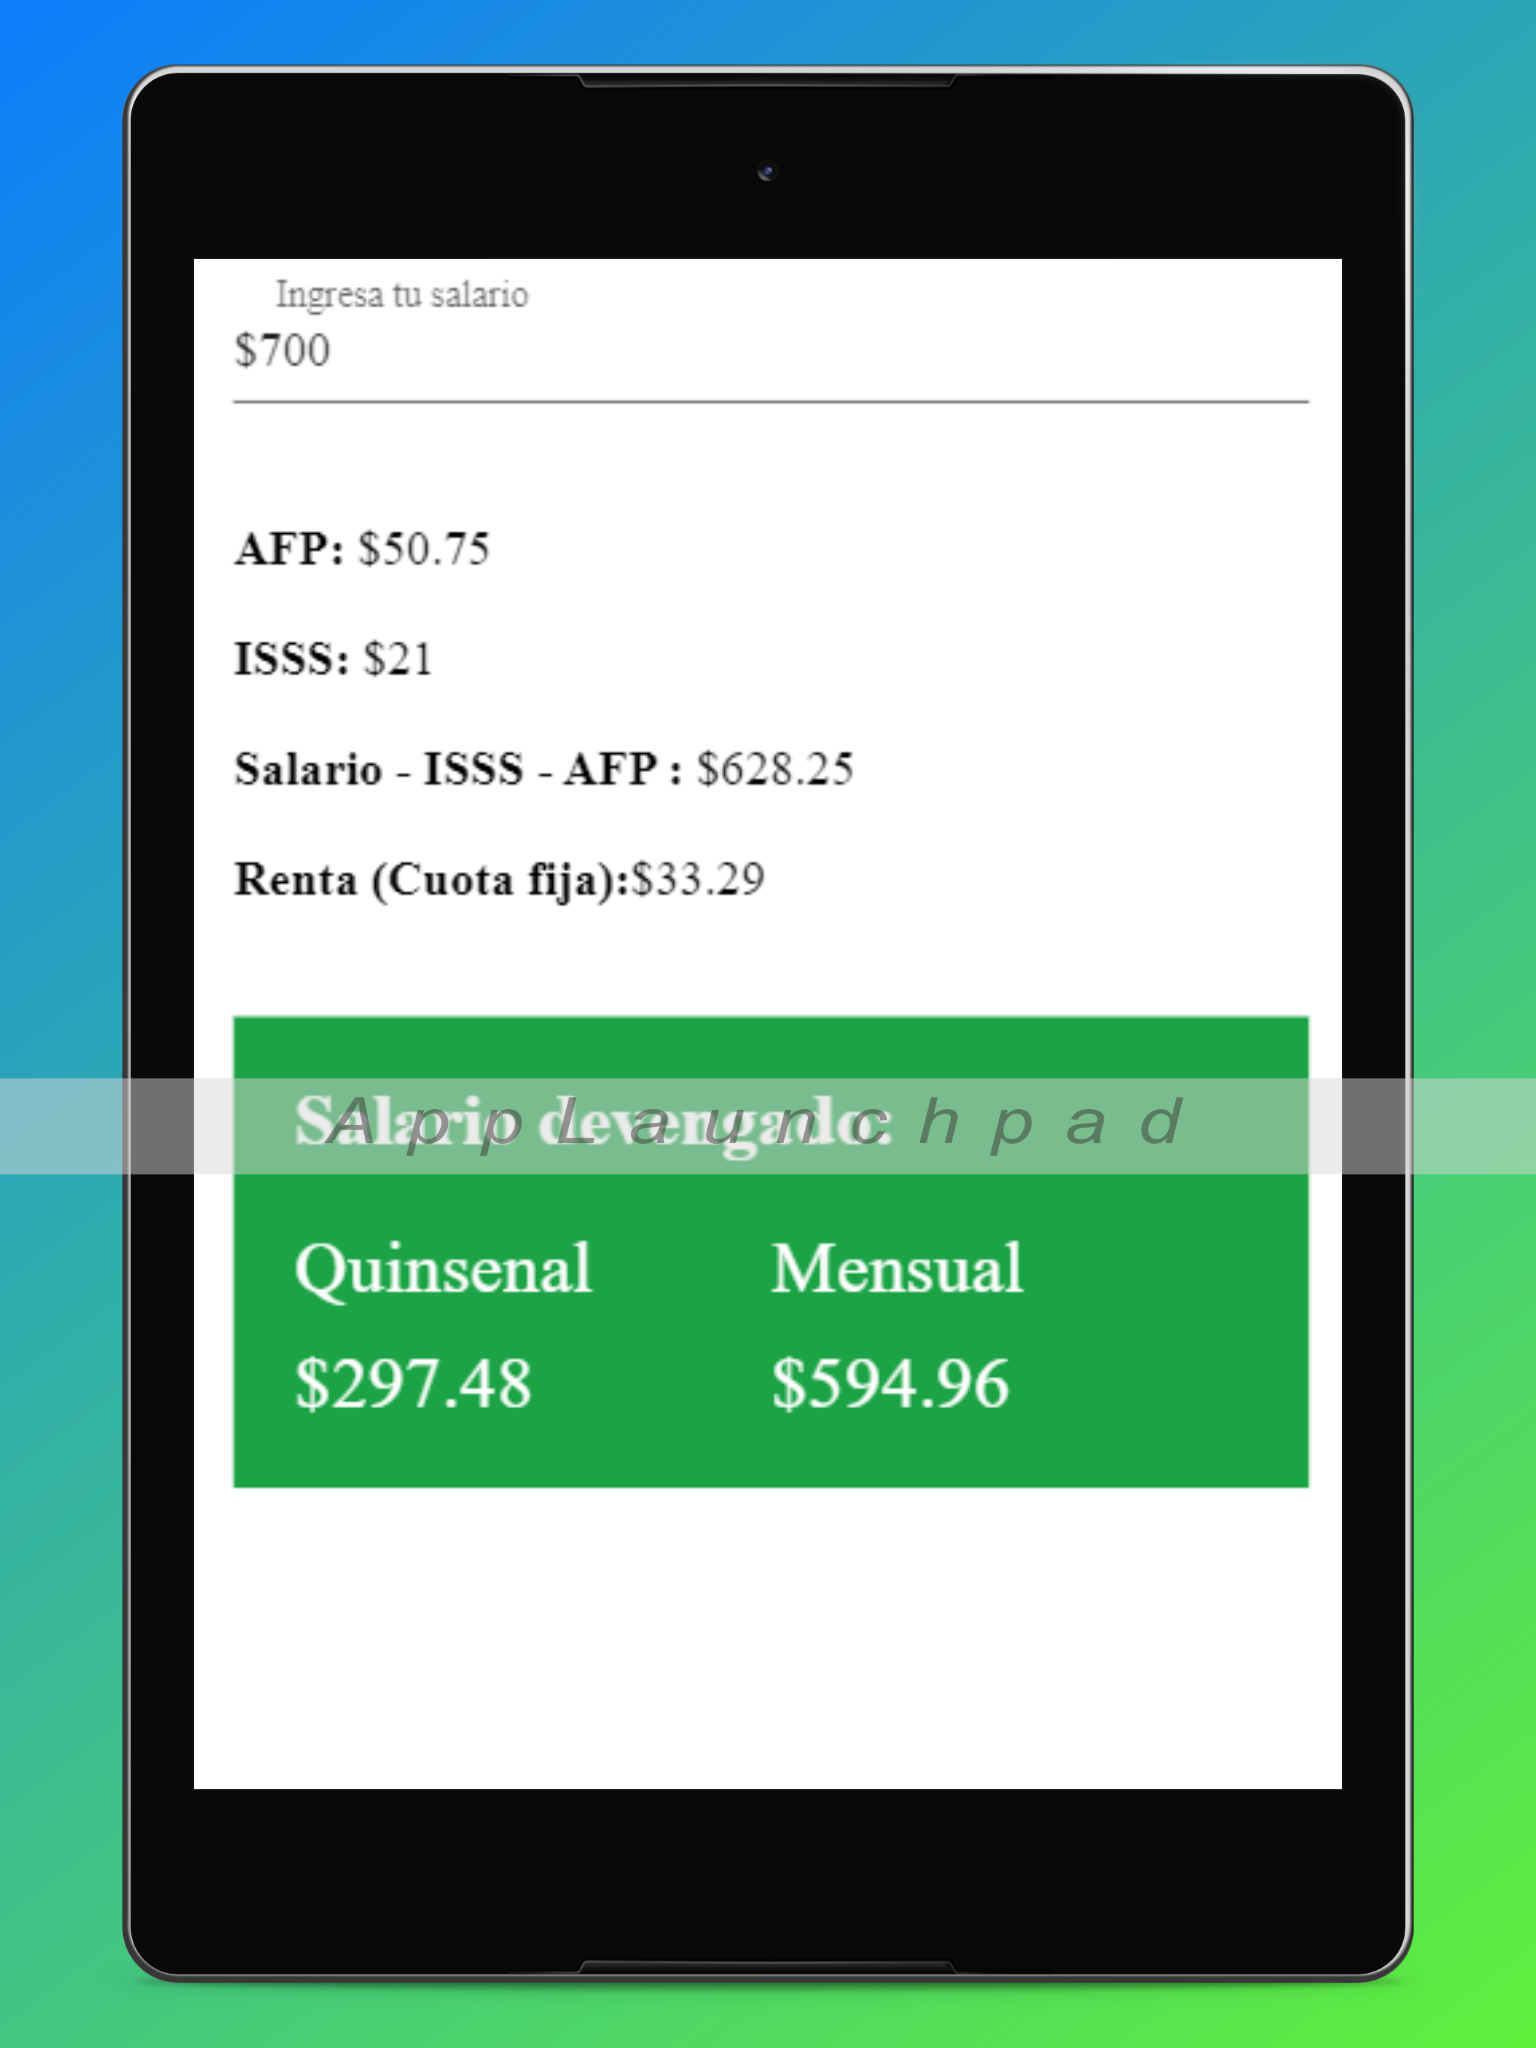 Ingresa tu salario
$700
AFP: $50.75
ISSS: $21
Salario - ISSS - AFP : $628.25
Renta (Cuota fija):$33.29
Salario devengado:
AppLaunchpad
Quinsenal Mensual
$297.48 $594.96